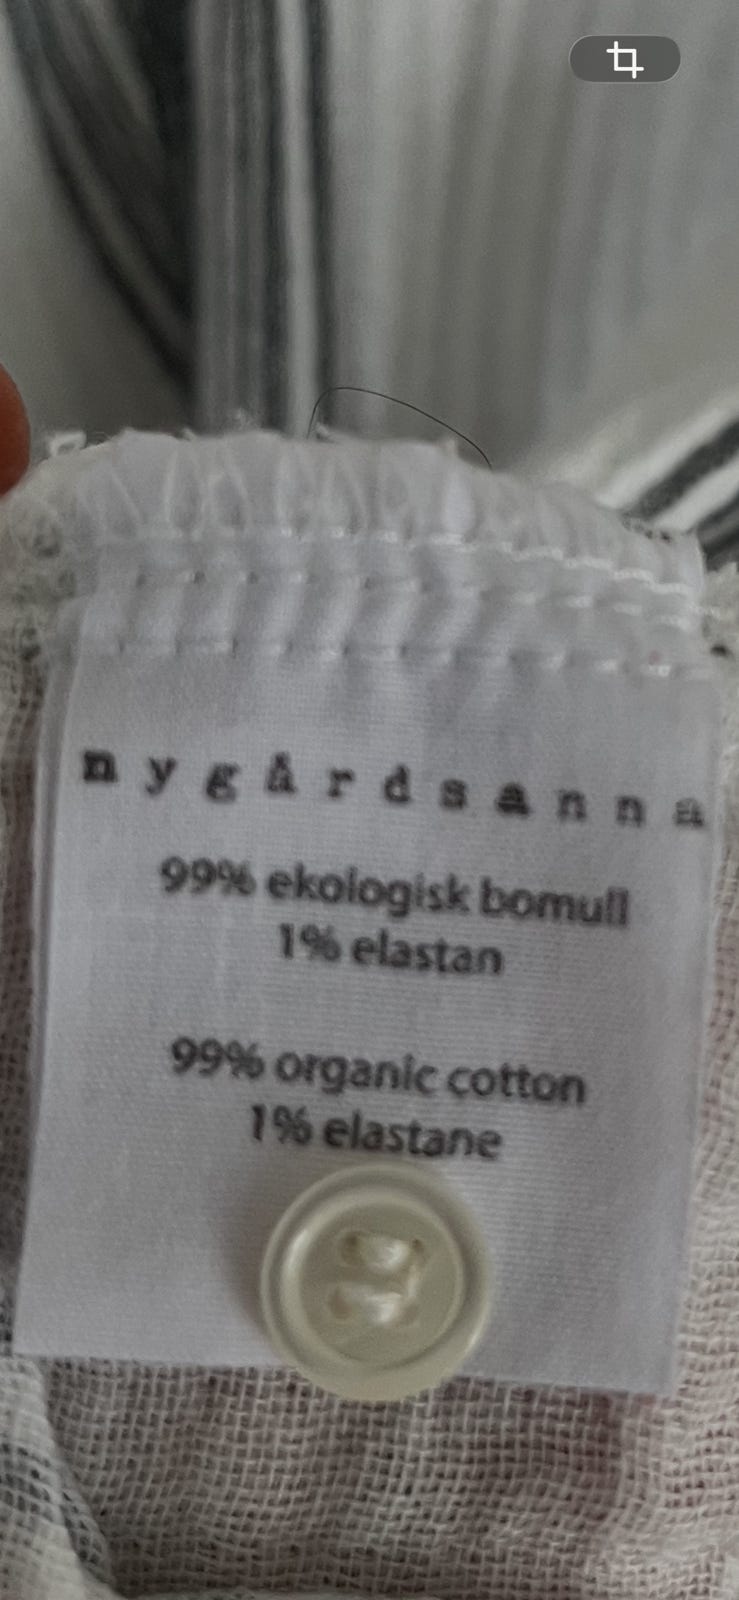 nygårdsanna
99% ekologisk bomull
1% elastan
99% organic cotton
1% elastane